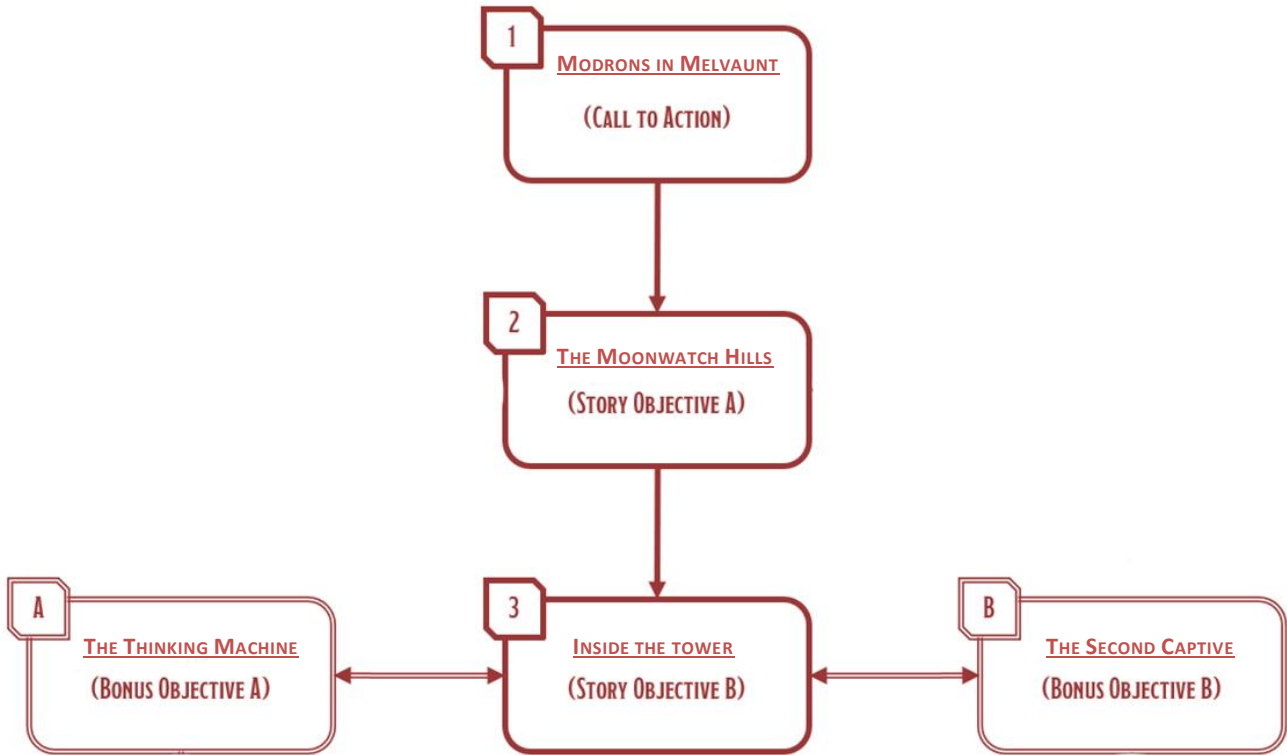 1
MODRONS IN MELVAUNT
(CALL TO ACTION)
2
THE MOONWATCH HILLS
(STORY OBJECTIVE A)
A
THE THINKING MACHINE
(BONUS OBJECTIVE A)
3
INSIDE THE TOWER
(STORY OBJECTIVE B)
B
THE SECOND CAPTIVE
(BONUS OBJECTIVE B)